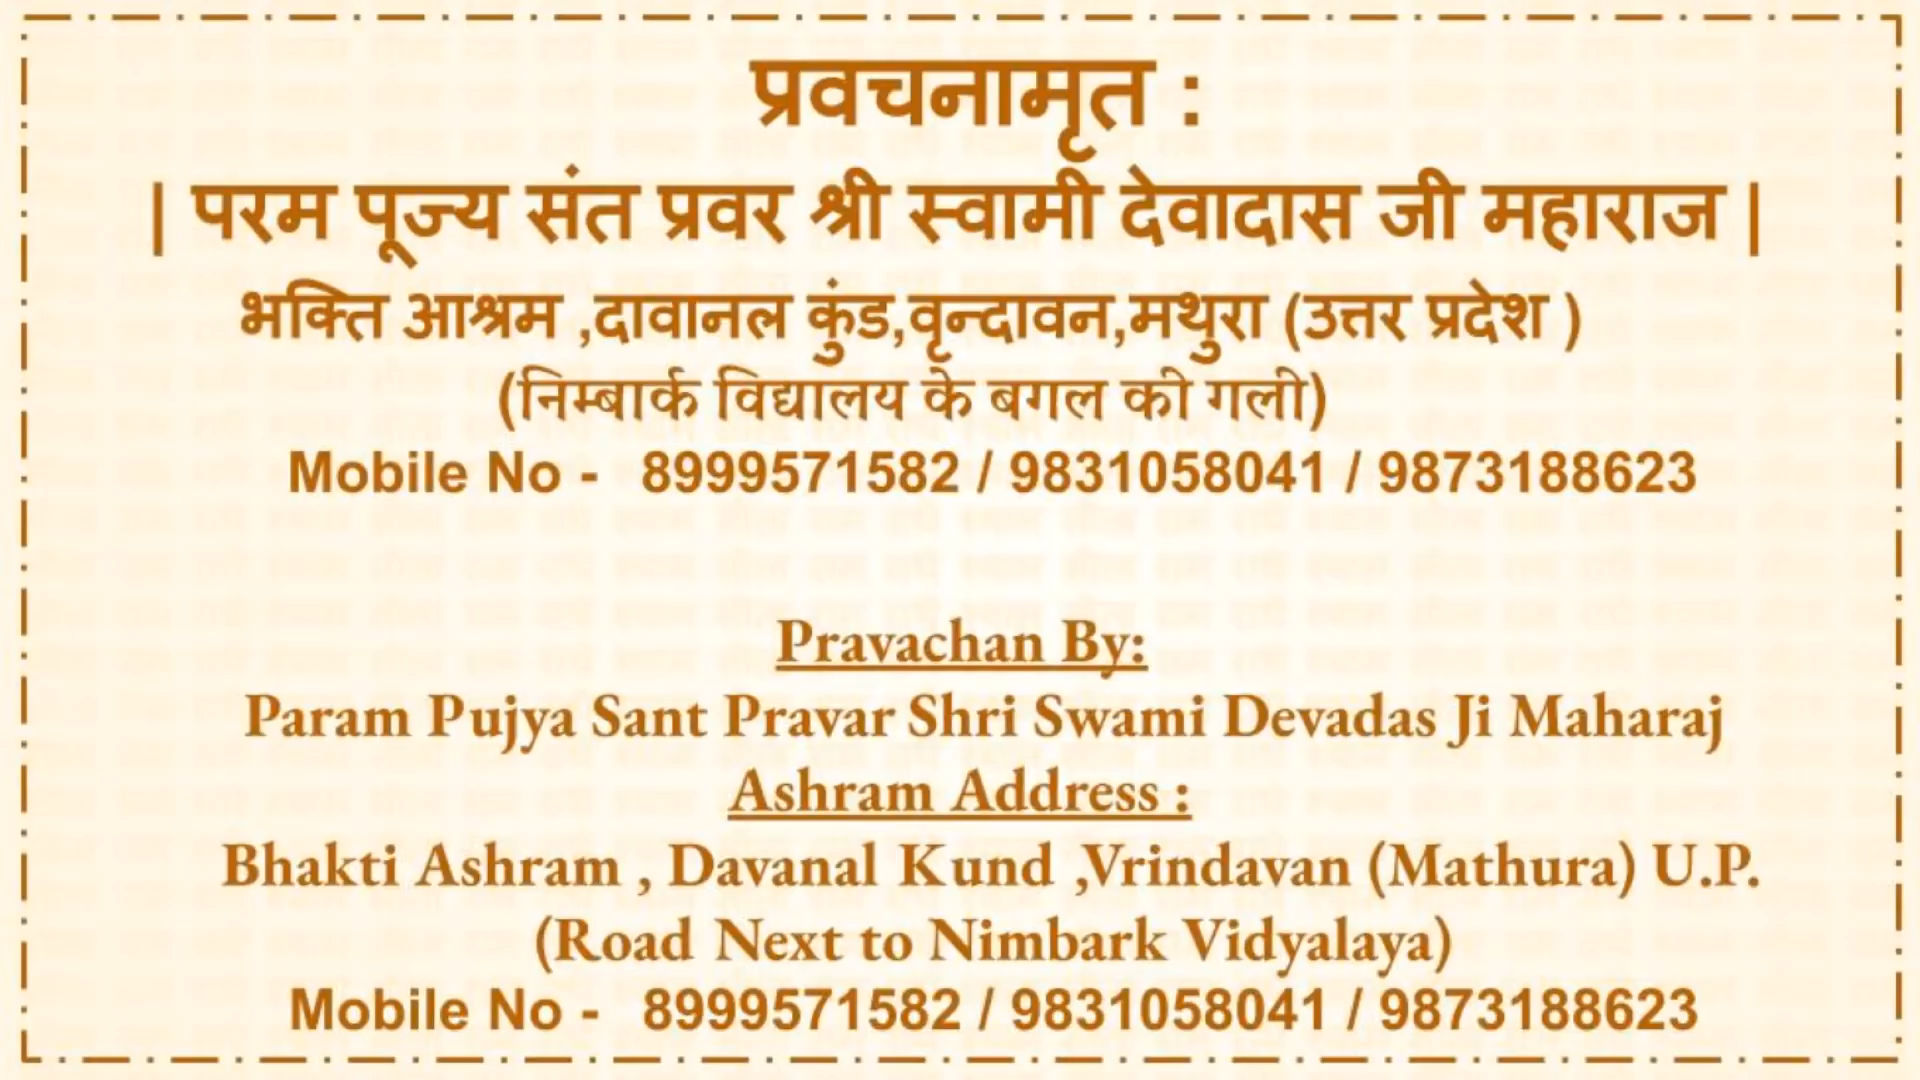 प्रवचनामृत :
| परम पूज्य संत प्रवर श्री स्वामी देवादास जी महाराज |
भक्ति आश्रम ,दावानल कुंड,वृन्दावन,मथुरा (उत्तर प्रदेश )
(निम्बार्क विद्यालय के बगल की गली)
Mobile No - 8999571582 / 9831058041 / 9873188623
Pravachan By:
Param Pujya Sant Pravar Shri Swami Devadas Ji Maharaj
Ashram Address :
Bhakti Ashram , Davanal Kund ,Vrindavan (Mathura) U.P.
(Road Next to Nimbark Vidyalaya)
Mobile No - 8999571582 / 9831058041 / 9873188623